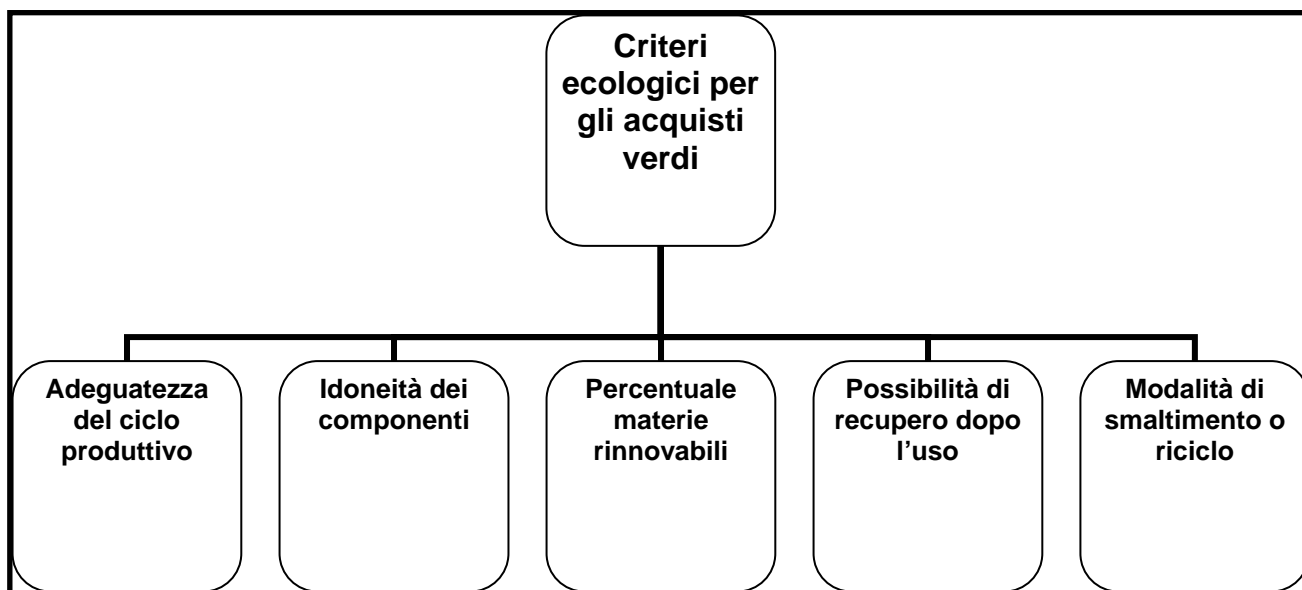 Criteri
ecologici per
gli acquisti
verdi
Adeguatezza
del ciclo
produttivo
Idoneità dei
componenti
Percentuale
materie
rinnovabili
Possibilità di
recupero dopo
l’uso
Modalità di
smaltimento o
riciclo